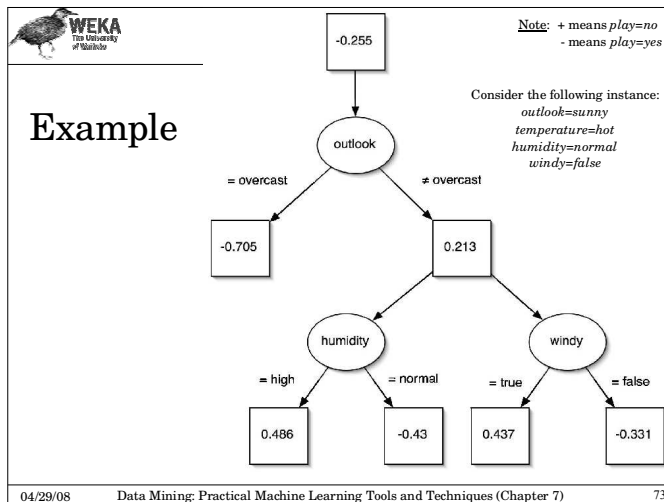 WEKA
The University
of Waikato
Note: + means play=no
- means play=yes
-0.255
Consider the following instance:
outlook=sunny
temperature=hot
humidity=normal
windy=false
Example
outlook
= overcast
≠ overcast
-0.705
0.213
humidity
windy
= high
= normal
= true
= false
0.486
-0.43
0.437
-0.331
04/29/08
Data Mining: Practical Machine Learning Tools and Techniques (Chapter 7)
73